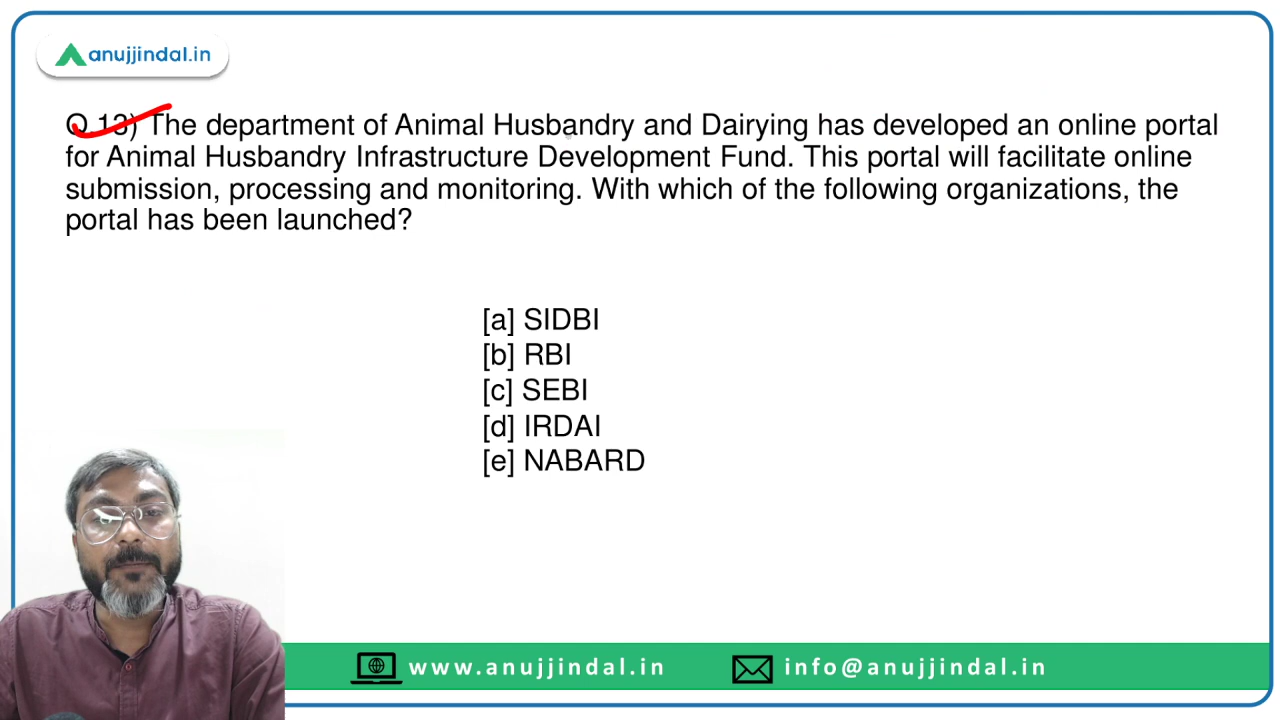 anujjindal.in
Q.13) The department of Animal Husbandry and Dairying has developed an online portal
for Animal Husbandry Infrastructure Development Fund. This portal will facilitate online
submission, processing and monitoring. With which of the following organizations, the
portal has been launched?
[a] SIDBI
[b] RBI
[c] SEBI
[d] IRDAI
[e] NABARD
www.anujjindal.in
info@anujjindal.in